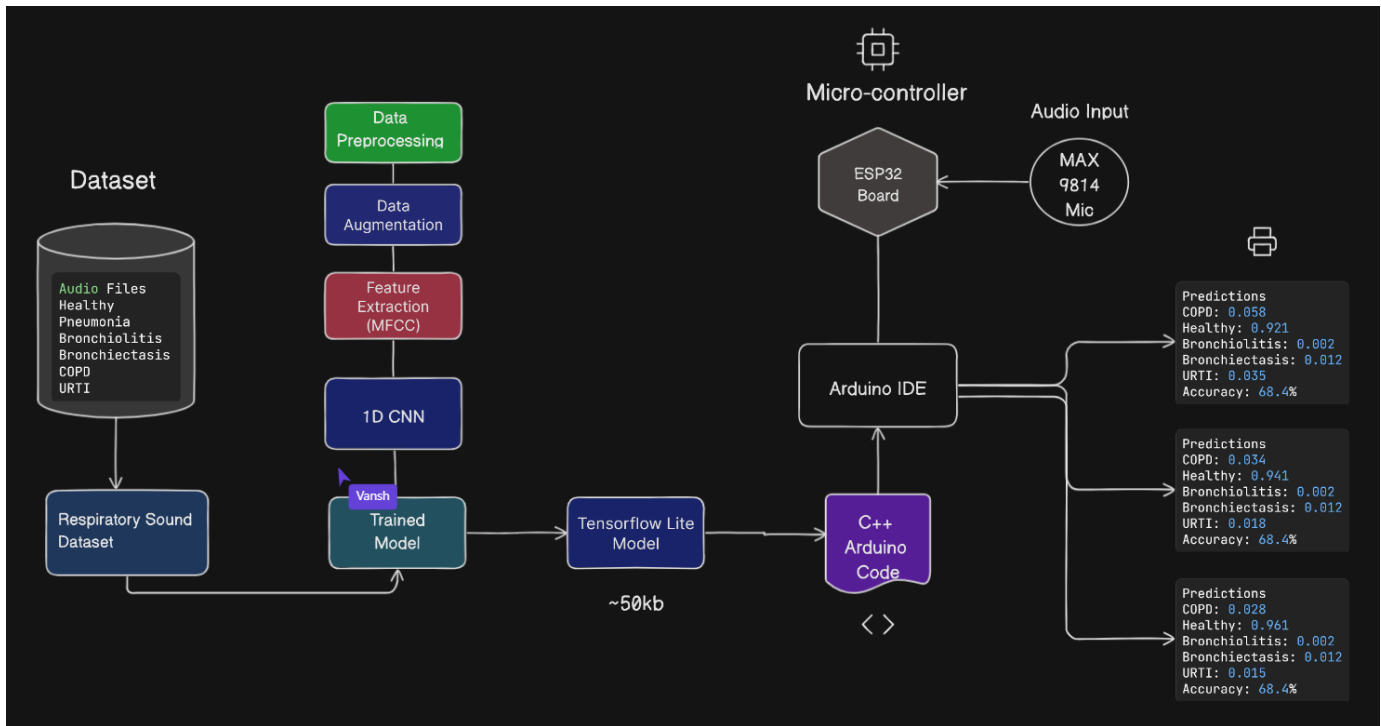 Dataset
Audio Files
Healthy
Pneumonia
Bronchiolitis
Bronchiectasis
COPD
URTI
Respiratory Sound
Dataset
Data
Preprocessing
Data
Augmentation
Feature
Extraction
(MFCC)
1D CNN
Vansh
Trained
Model
Tensorflow Lite
Model
~50kb
Micro-controller
ESP32
Board
Audio Input
MAX
9814
Mic
Arduino IDE
C++
Arduino
Code
Predictions
COPD: 0.058
Healthy: 0.921
Bronchiolitis: 0.002
Bronchiectasis: 0.012
URTI: 0.035
Accuracy: 68.4%
Predictions
COPD: 0.034
Healthy: 0.941
Bronchiolitis: 0.002
Bronchiectasis: 0.012
URTI: 0.018
Accuracy: 68.4%
Predictions
COPD: 0.028
Healthy: 0.961
Bronchiolitis: 0.002
Bronchiectasis: 0.012
URTI: 0.015
Accuracy: 68.4%